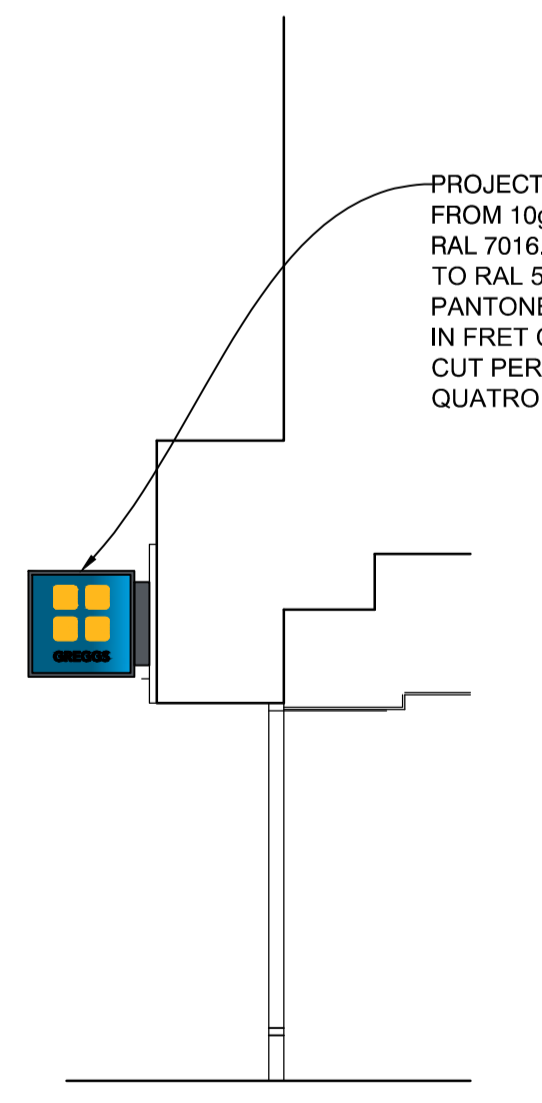 PROJECT
FROM 10g
RAL 7016.
TO RAL 5
PANTONE
IN FRET
CUT PER
QUATRO
GREGGS